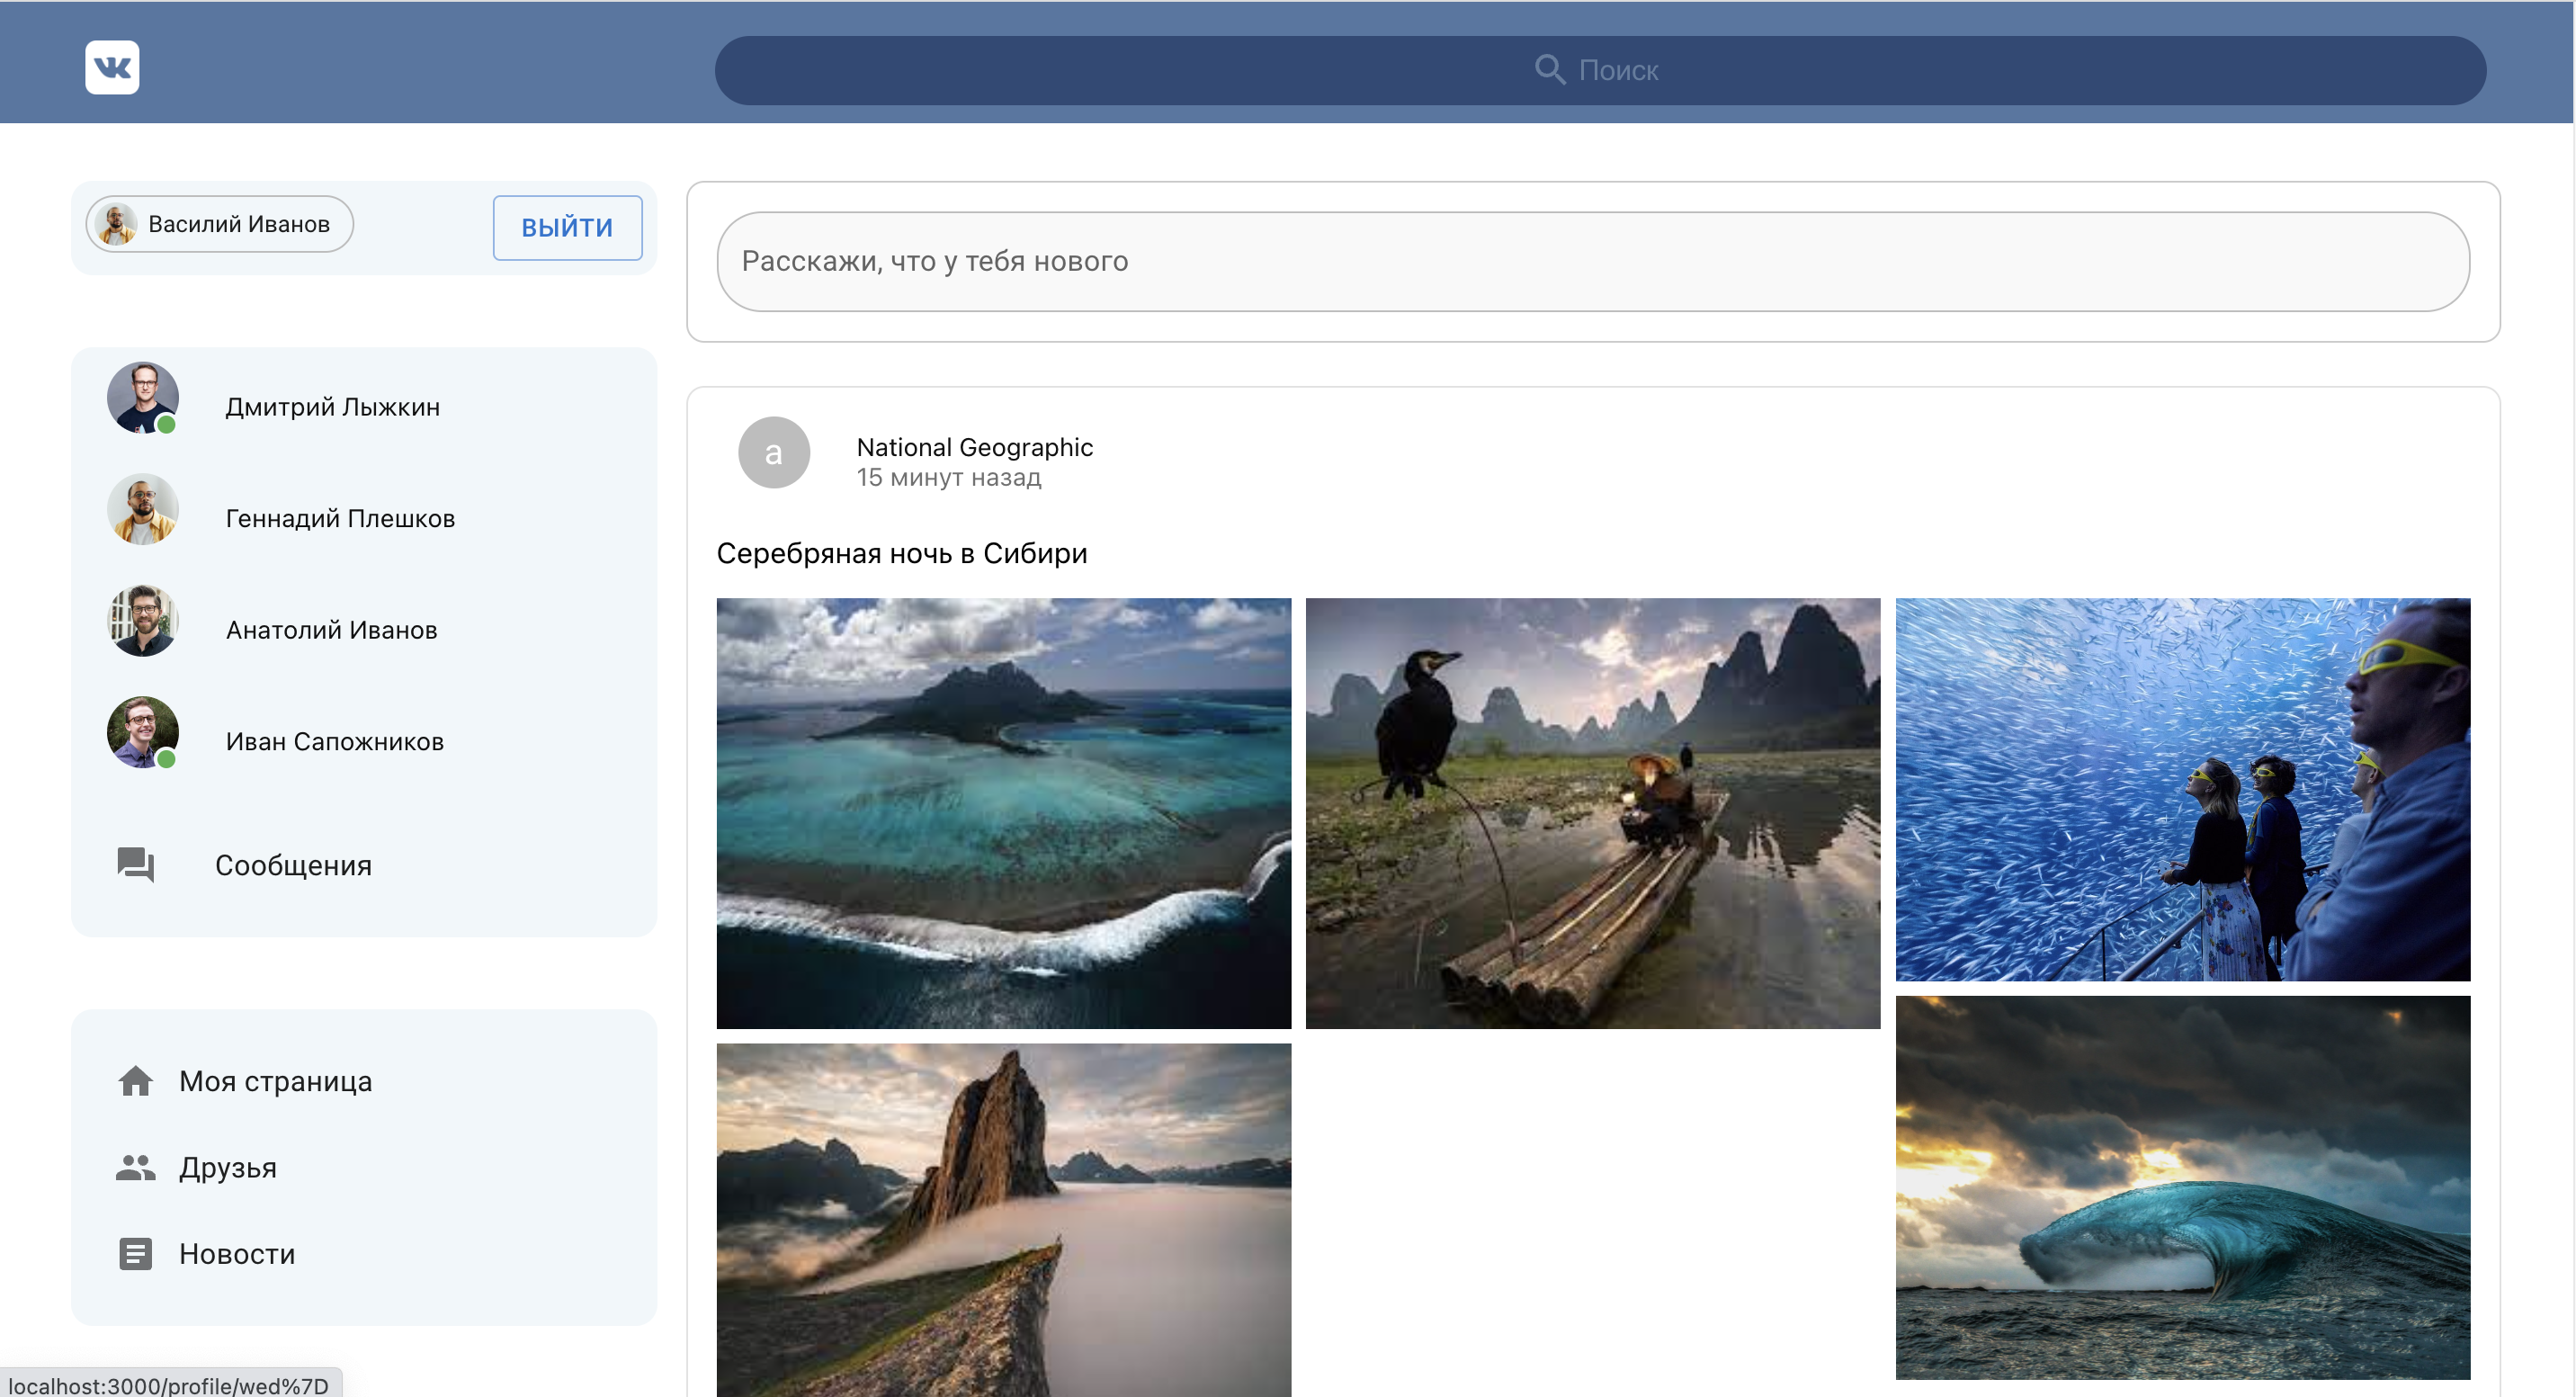 Поиск
Василий Иванов
ВЫЙТИ
Дмитрий Лыжкин
Геннадий Плешков
Анатолий Иванов
Иван Сапожников
Сообщения
Моя страница
Друзья
Новости
Расскажи, что у тебя нового
a
National Geographic
15 минут назад
Серебряная ночь в Сибири
localhost:3000/profile/wed%7D